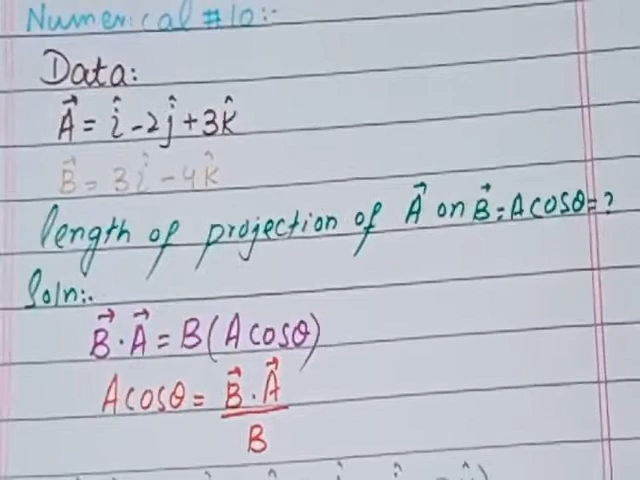 Numerical #10:-
Data:
A⃗ = î - 2ĵ + 3k̂
B⃗ = 3î - 4k̂
length of projection of A⃗ on B⃗ = A cosθ = ?
Soln:-
B⃗ · A⃗ = B(A cosθ)
A cosθ = B⃗ · A⃗
B